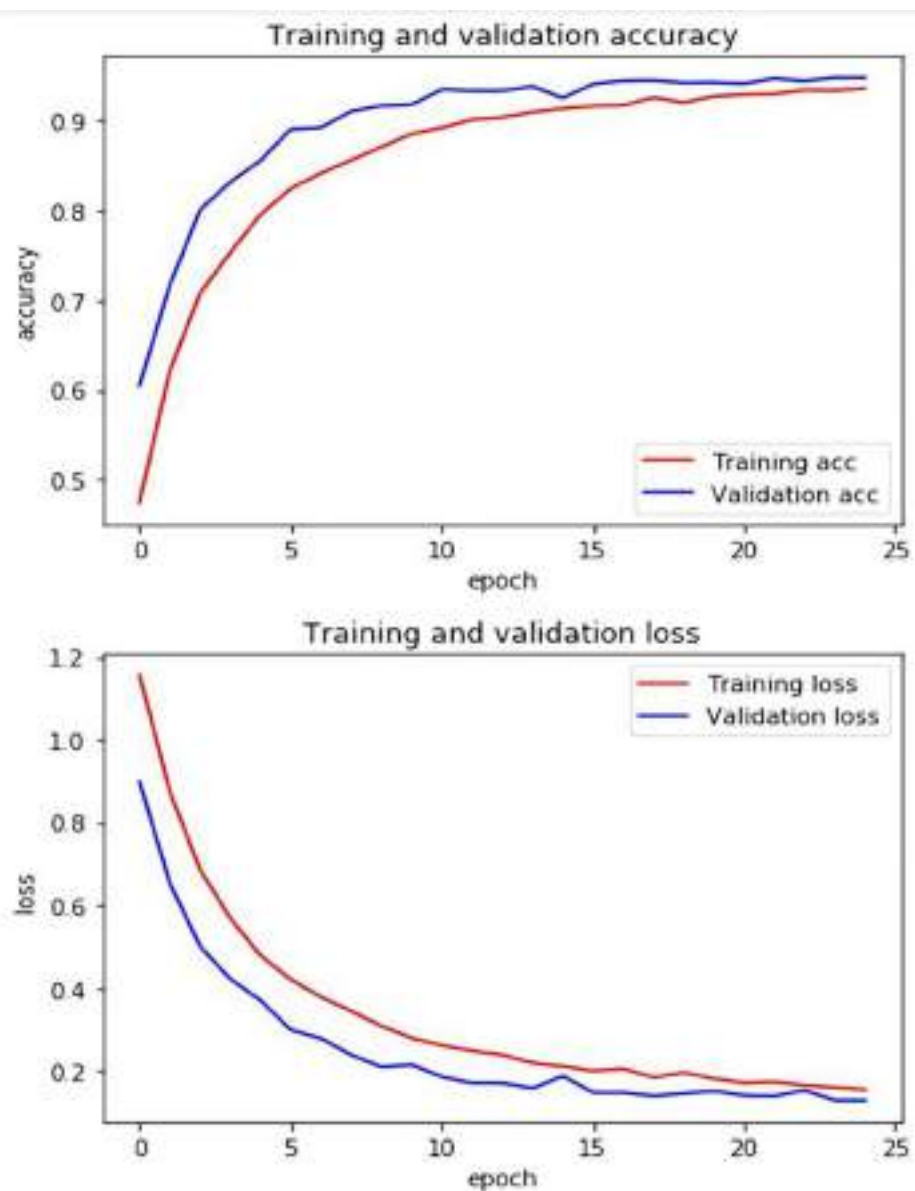 Training and validation accuracy
0.9
0.8
0.7
0.6
0.5
accuracy
Training acc
Validation acc
0 5 10 15 20 25
epoch
Training and validation loss
1.2
1.0
0.8
0.6
0.4
0.2
loss
Training loss
Validation loss
0 5 10 15 20 25
epoch